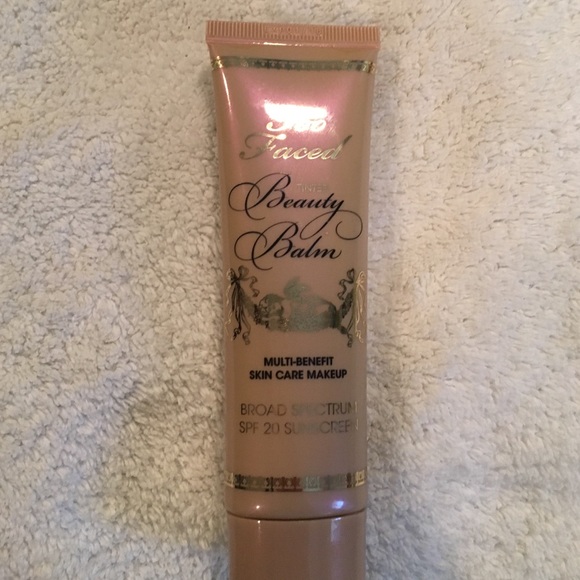 Too
Faced
TINTED
Beauty
Balm
MULTI-BENEFIT
SKIN CARE MAKEUP
BROAD SPECTRUM
SPF 20 SUNSCREEN